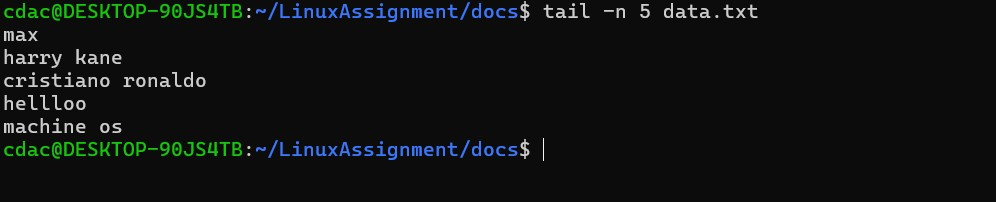 cdac@DESKTOP-90JS4TB:~/LinuxAssignment/docs$ tail -n 5 data.txt
max
harry kane
cristiano ronaldo
hellloo
machine os
cdac@DESKTOP-90JS4TB:~/LinuxAssignment/docs$